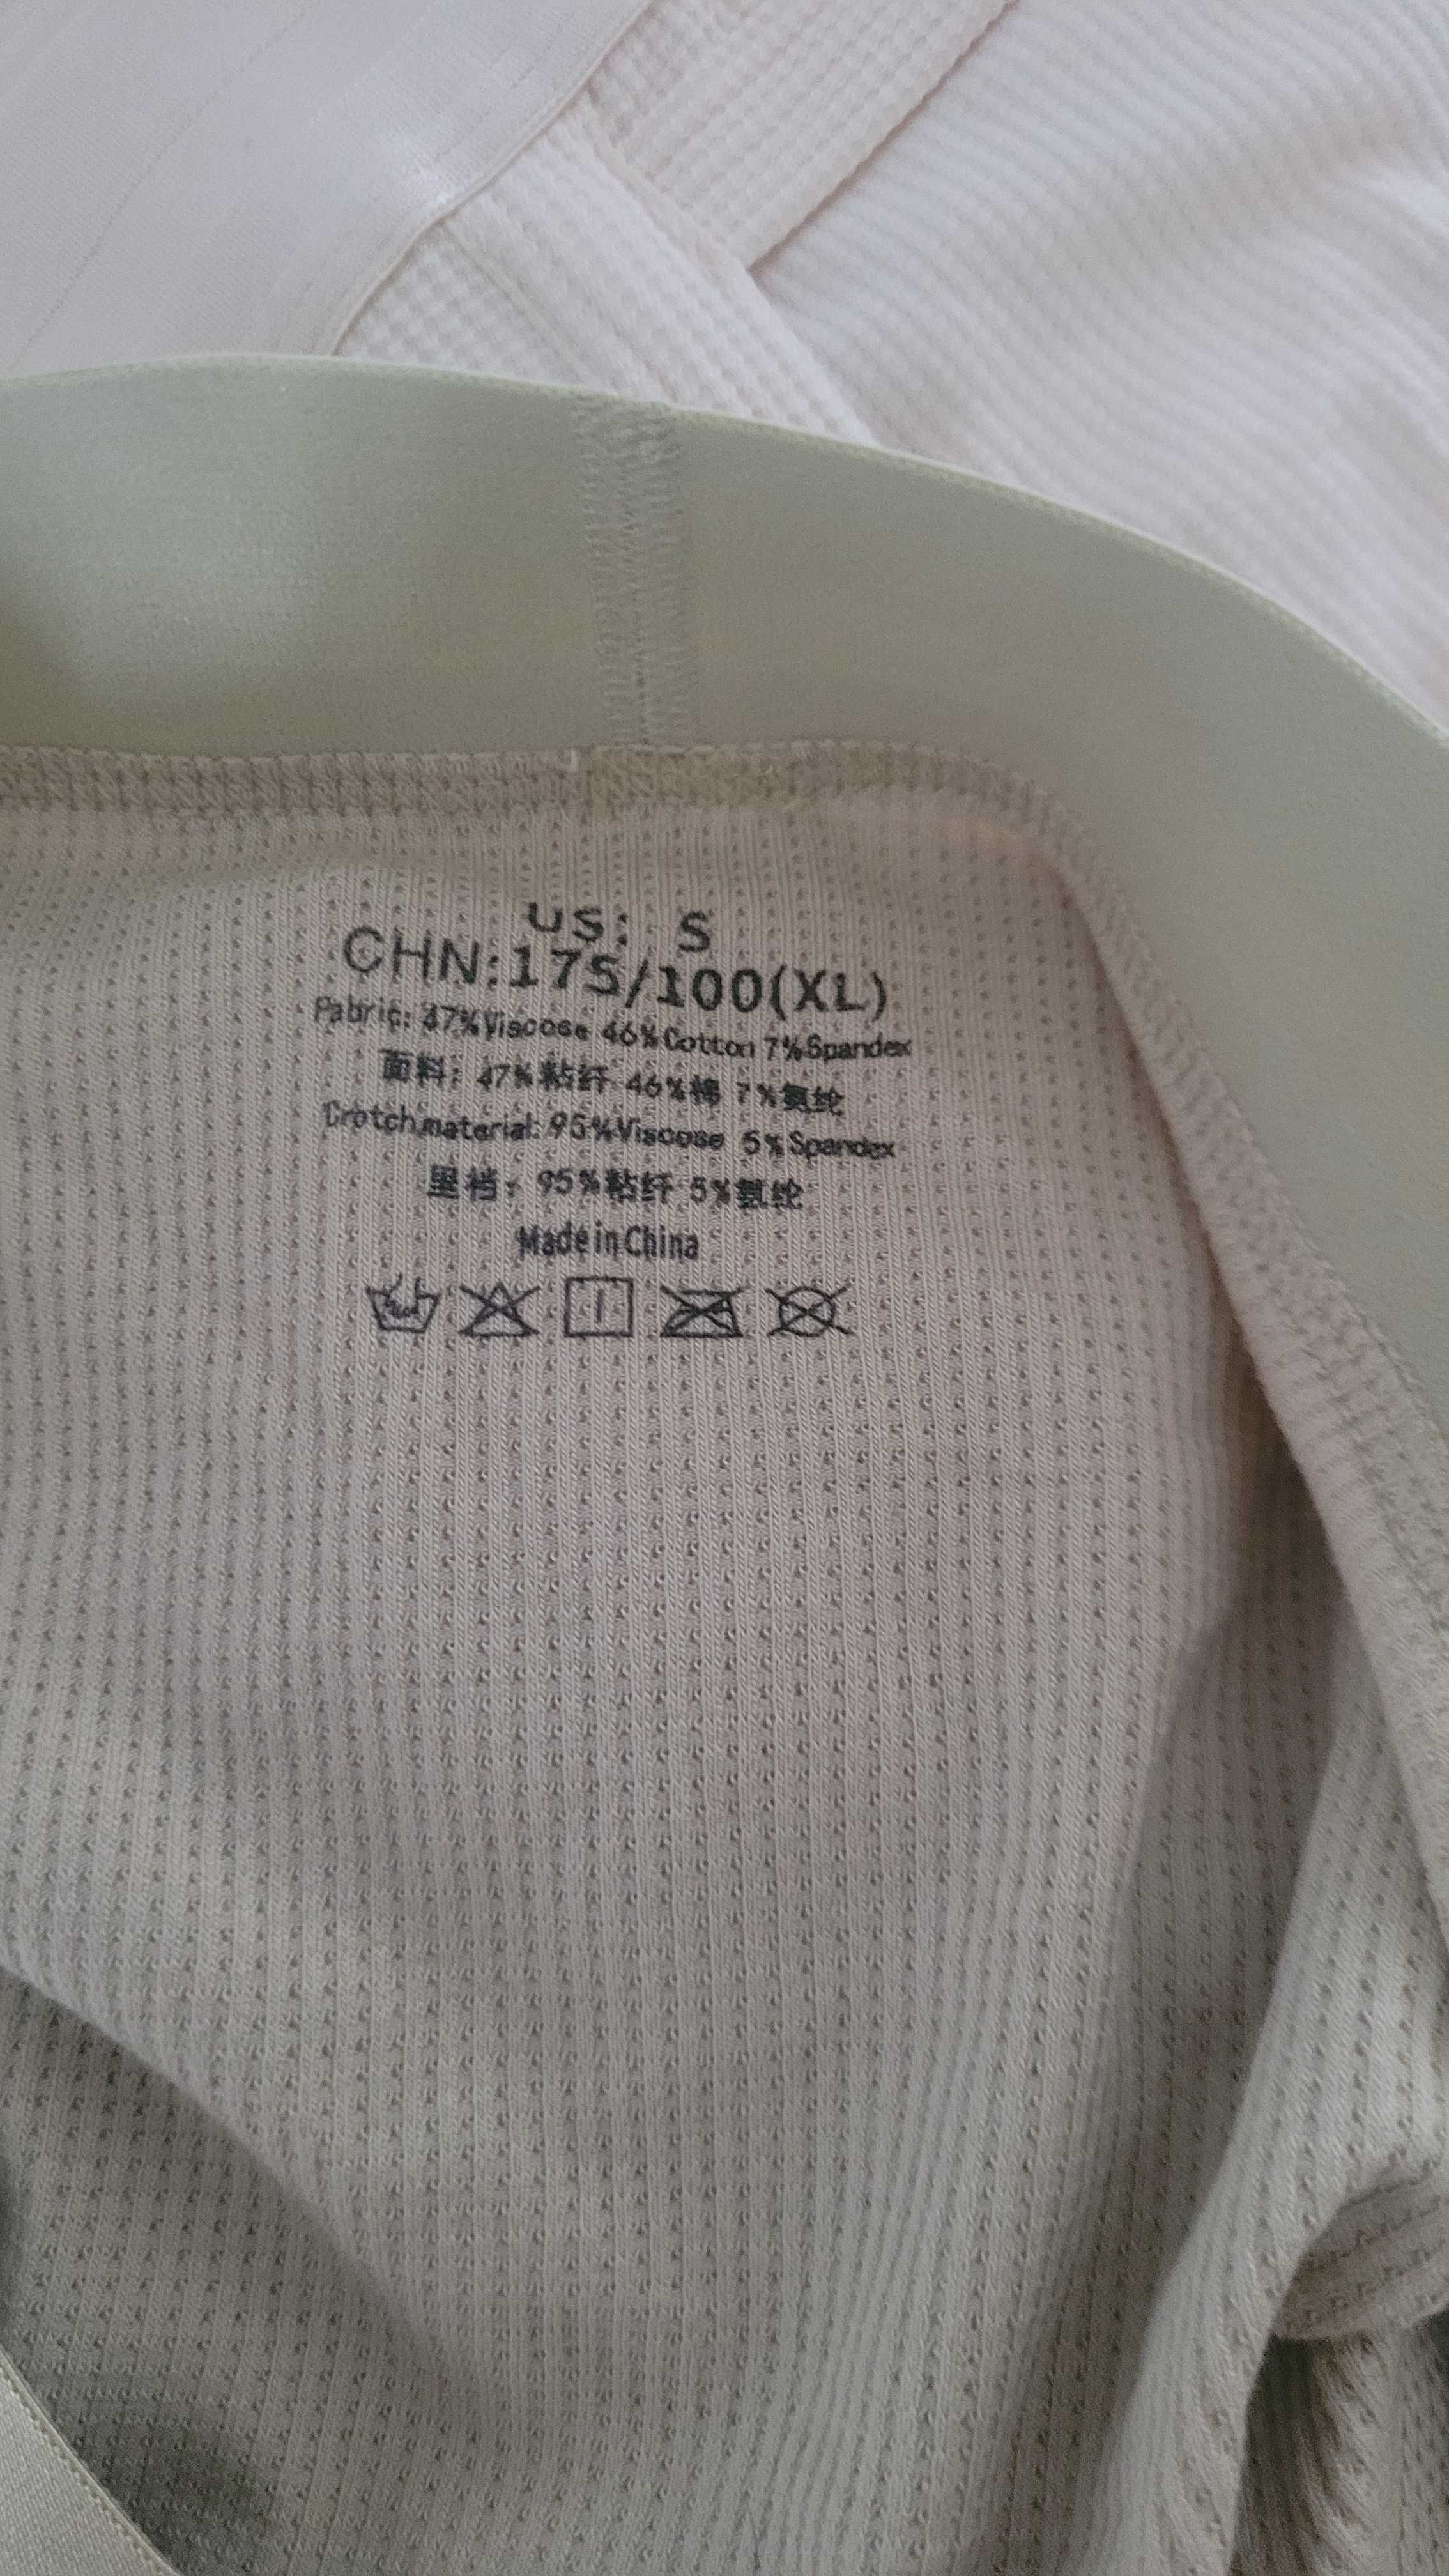 US: S
CHN:175/100(XL)
Fabric: 47%Viscose 46%Cotton 7%Spandex
面料: 47%粘纤 46%棉 7%氨纶
Crotch material: 95%Viscose 5%Spandex
里裆: 95%粘纤 5%氨纶
Made in China